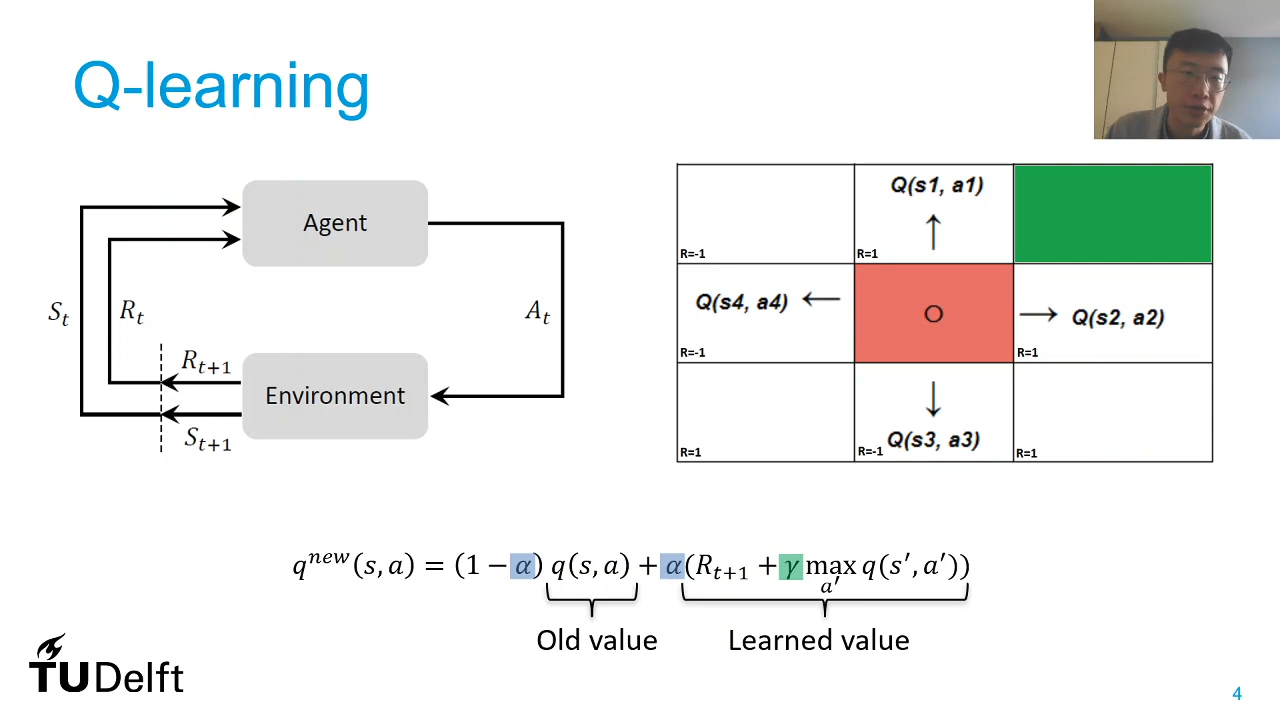 Q-learning
Agent
S_t
R_t
A_t
R_{t+1}
Environment
S_{t+1}
Q(s1, a1)
R=-1
R=1
Q(s4, a4)
O
Q(s2, a2)
R=-1
R=1
Q(s3, a3)
R=1
R=-1
R=1
q^{new}(s, a) = (1 − α) q(s, a) + α(R_{t+1} + γ max_{a′} q(s′, a′))
Old value
Learned value
TUDelft
4